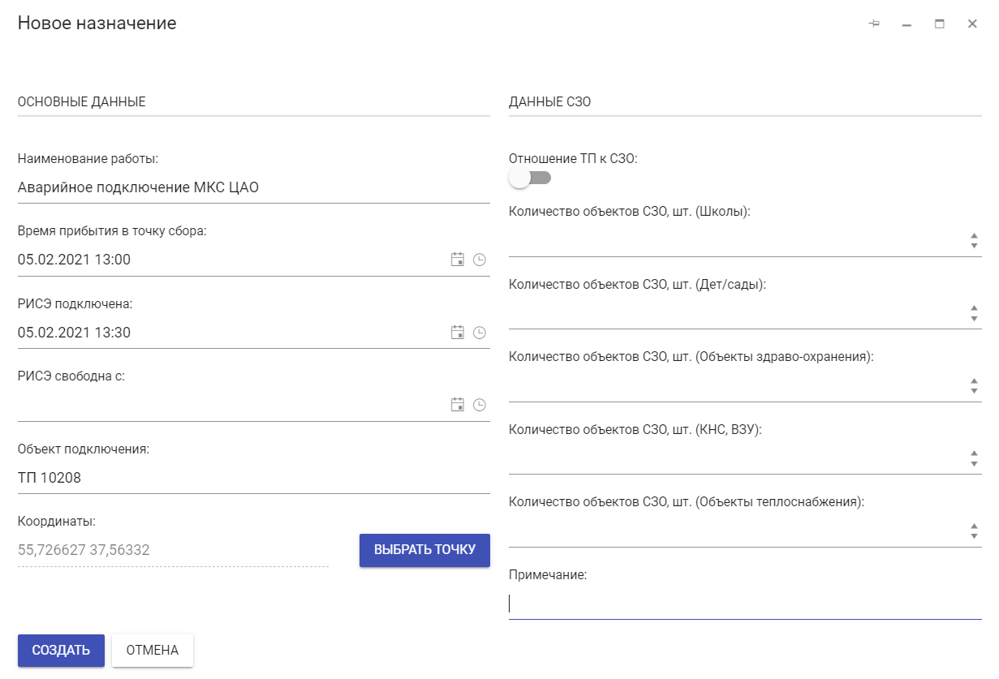 Новое назначение
ОСНОВНЫЕ ДАННЫЕ
Наименование работы:
Аварийное подключение МКС ЦАО
Время прибытия в точку сбора:
05.02.2021 13:00
РИСЭ подключена:
05.02.2021 13:30
РИСЭ свободна с:
Объект подключения:
ТП 10208
Координаты:
55,726627 37,56332
ВЫБРАТЬ ТОЧКУ
ДАННЫЕ СЗО
Отношение ТП к СЗО:
Количество объектов СЗО, шт. (Школы):
Количество объектов СЗО, шт. (Дет/сады):
Количество объектов СЗО, шт. (Объекты здраво-охранения):
Количество объектов СЗО, шт. (КНС, ВЗУ):
Количество объектов СЗО, шт. (Объекты теплоснабжения):
Примечание:
СОЗДАТЬ
ОТМЕНА